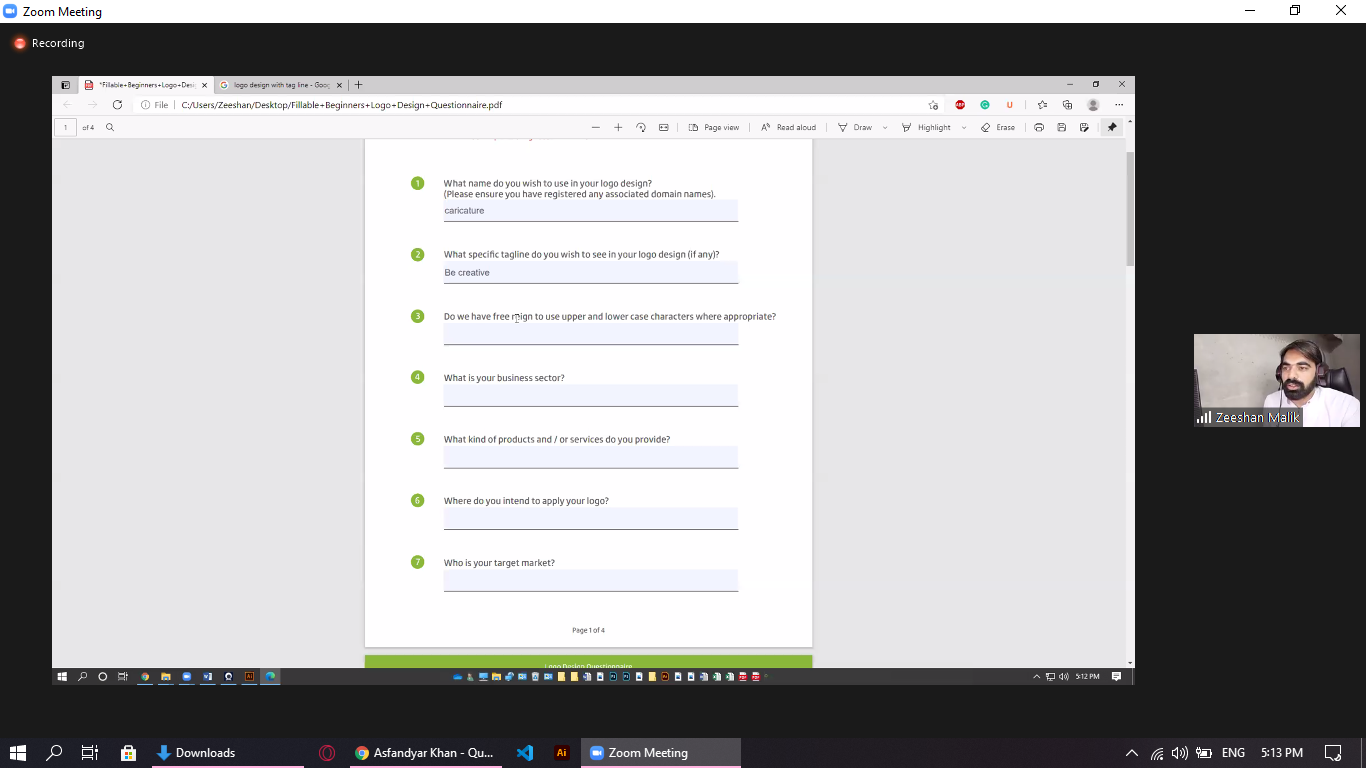 Zoom Meeting
Recording
*Fillable+Beginners+Logo+Desi
logo design with tag line - Goog
File
C:/Users/Zeeshan/Desktop/Fillable+Beginners+Logo+Design+Questionnaire.pdf
ABP
U
1 of 4
Page view
Read aloud
Draw
Highlight
Erase
1 What name do you wish to use in your logo design?
(Please ensure you have registered any associated domain names).
caricature
2 What specific tagline do you wish to see in your logo design (if any)?
Be creative
3 Do we have free reign to use upper and lower case characters where appropriate?
4 What is your business sector?
5 What kind of products and / or services do you provide?
6 Where do you intend to apply your logo?
7 Who is your target market?
Page 1 of 4
Logo Design Questionnaire
Zeeshan Malik
5:12 PM
Downloads
Asfandyar Khan - Qu...
Ai
Zoom Meeting
ENG
5:13 PM